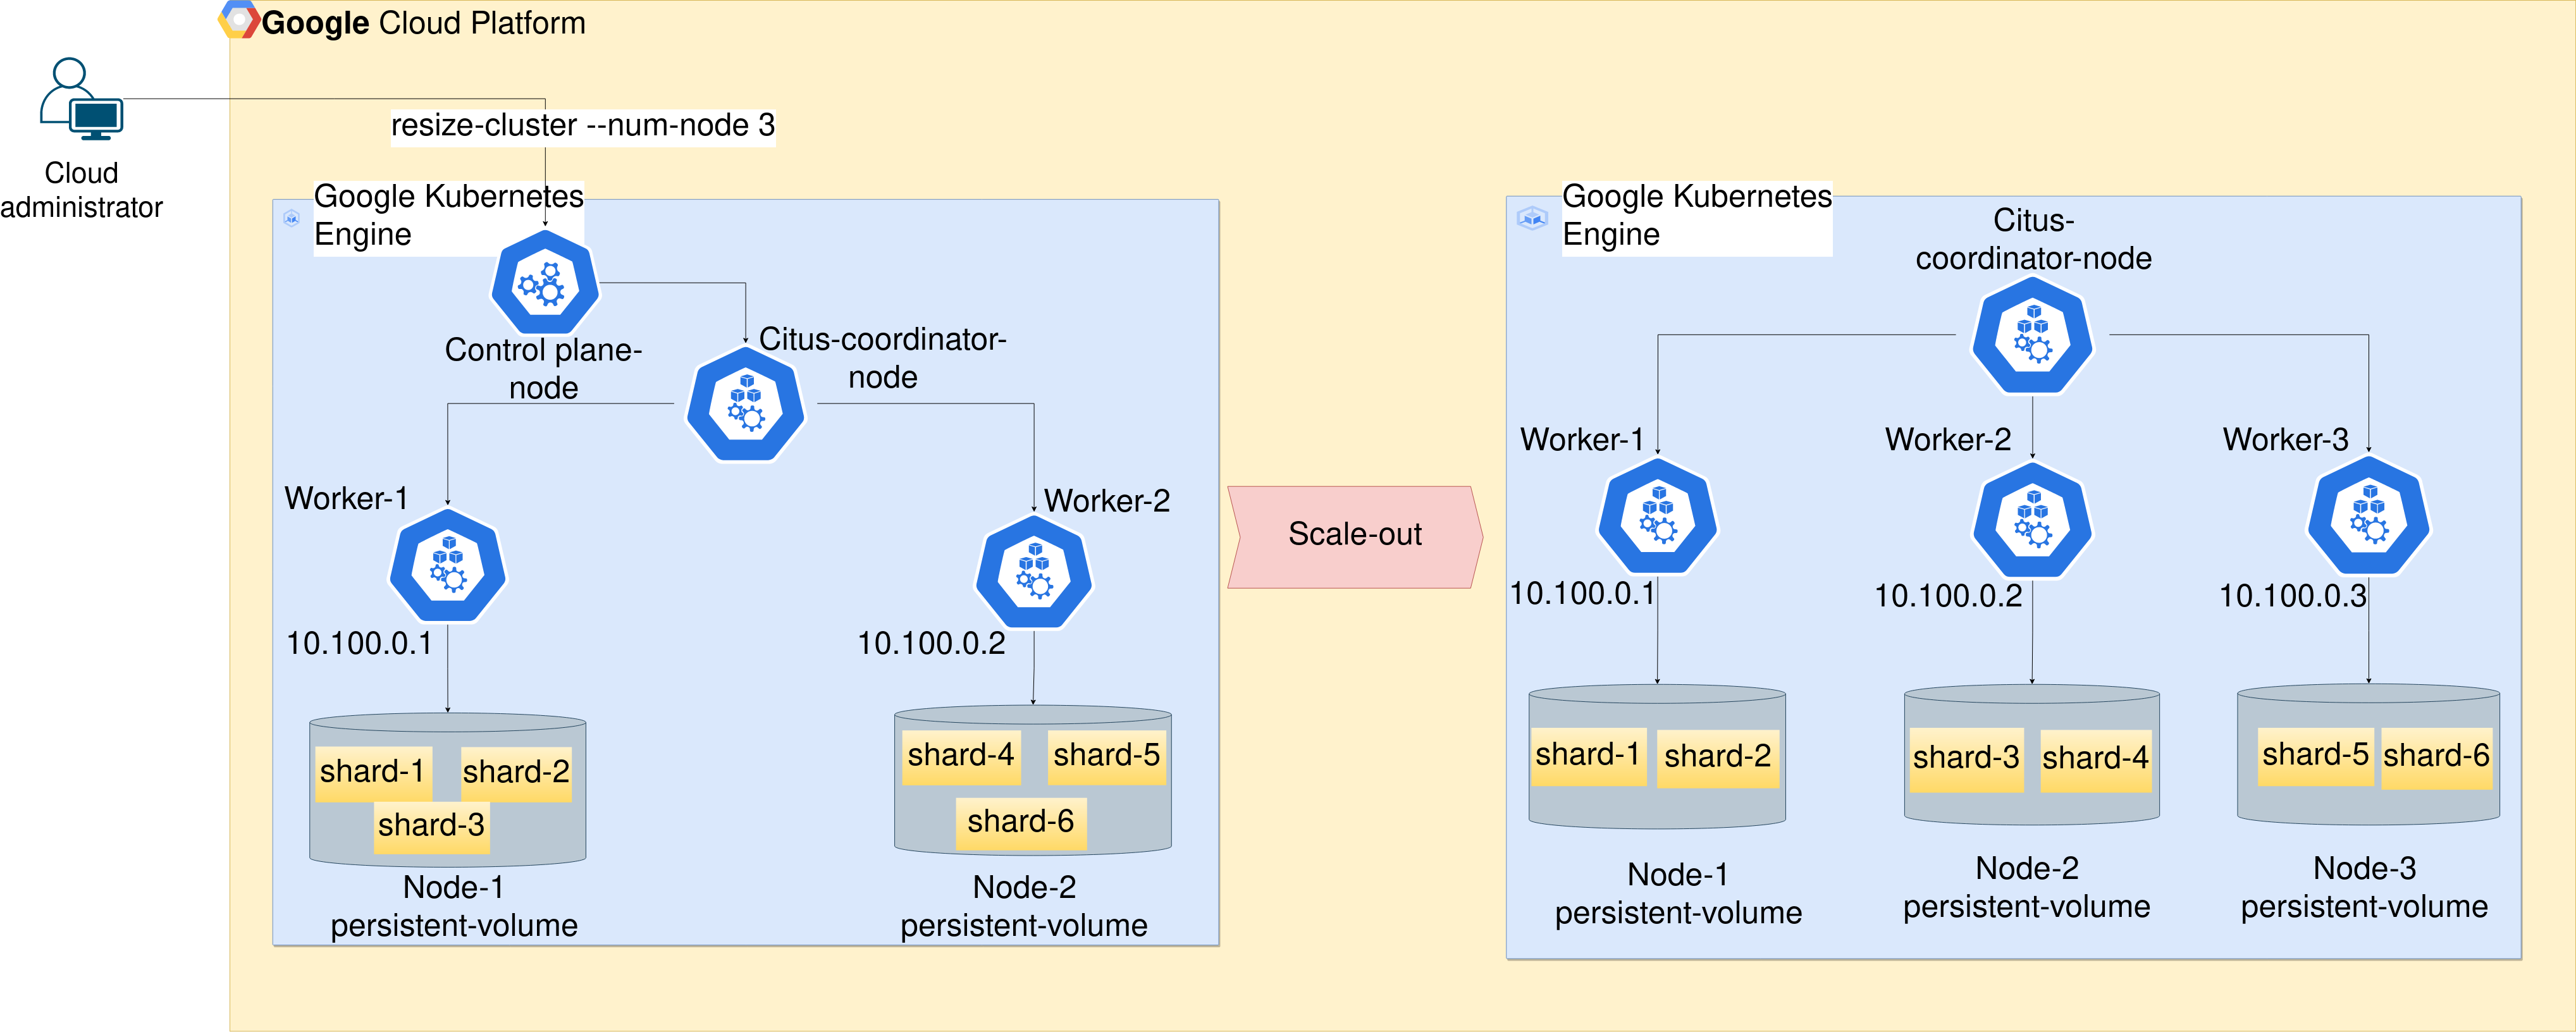 Google Cloud Platform
Cloud
administrator
resize-cluster --num-node 3
Google Kubernetes
Engine
Control plane-
node
Citus-coordinator-
node
Worker-1
Worker-2
10.100.0.1
10.100.0.2
shard-1
shard-2
shard-3
shard-4
shard-5
shard-6
Node-1
persistent-volume
Node-2
persistent-volume
Scale-out
Google Kubernetes
Engine
Citus-
coordinator-node
Worker-1
Worker-2
Worker-3
10.100.0.1
10.100.0.2
10.100.0.3
shard-1
shard-2
shard-3
shard-4
shard-5
shard-6
Node-1
persistent-volume
Node-2
persistent-volume
Node-3
persistent-volume